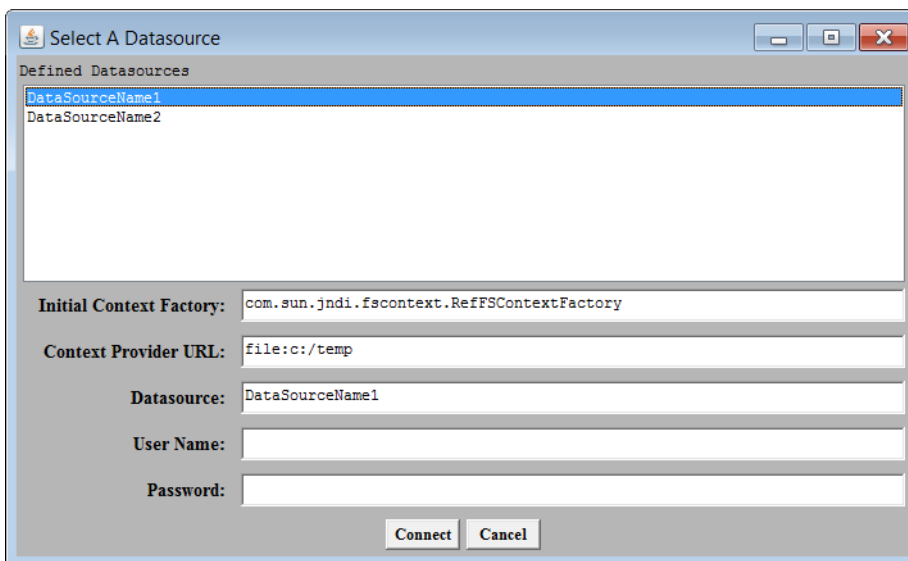 Select A Datasource
Defined Datasources
DataSourceName1
DataSourceName2
Initial Context Factory: com.sun.jndi.fscontext.RefFSContextFactory
Context Provider URL: file:c:/temp
Datasource: DataSourceName1
User Name:
Password:
Connect Cancel